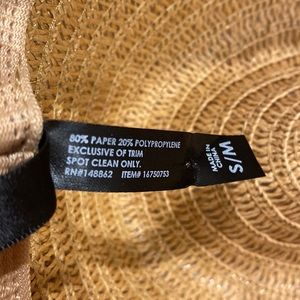 80% PAPER 20% POLYPROPYLENE
EXCLUSIVE OF TRIM
SPOT CLEAN ONLY.
RN#148862 ITEM# 16750753
MADE IN
CHINA
S/M